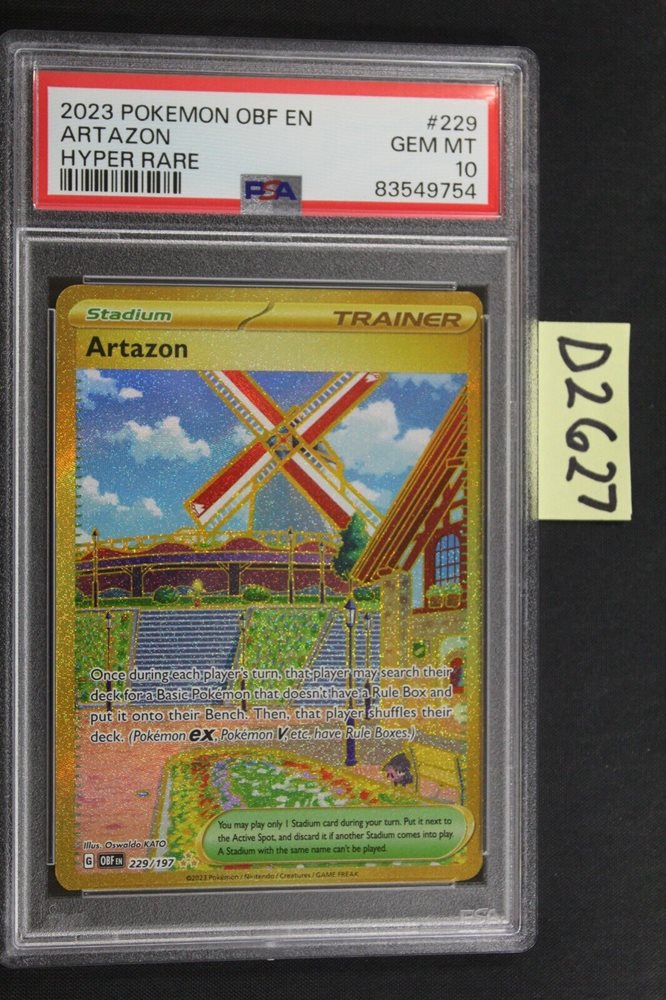 2023 POKEMON OBF EN
ARTAZON
HYPER RARE
#229
GEM MT
10
83549754
PSA
Stadium
TRAINER
Artazon
Once during each player's turn, that player may search their
deck for a Basic Pokémon that doesn't have a Rule Box and
put it onto their Bench. Then, that player shuffles their
deck. (Pokémon ex, Pokémon V etc. have Rule Boxes.)
You may play only 1 Stadium card during your turn. Put it next to
the Active Spot, and discard it if another Stadium comes into play.
A Stadium with the same name can't be played.
Illus. Oswaldo KATO
G OBF EN 229/197
©2023 Pokémon / Nintendo / Creatures / GAME FREAK
PSA
D2G27